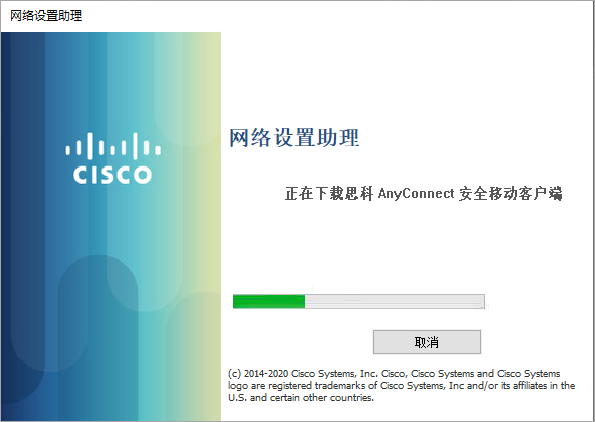 网络设置助理
CISCO
网络设置助理
正在下载思科 AnyConnect 安全移动客户端
取消
(c) 2014-2020 Cisco Systems, Inc. Cisco, Cisco Systems and Cisco Systems
logo are registered trademarks of Cisco Systems, Inc and/or its affiliates in the
U.S. and certain other countries.